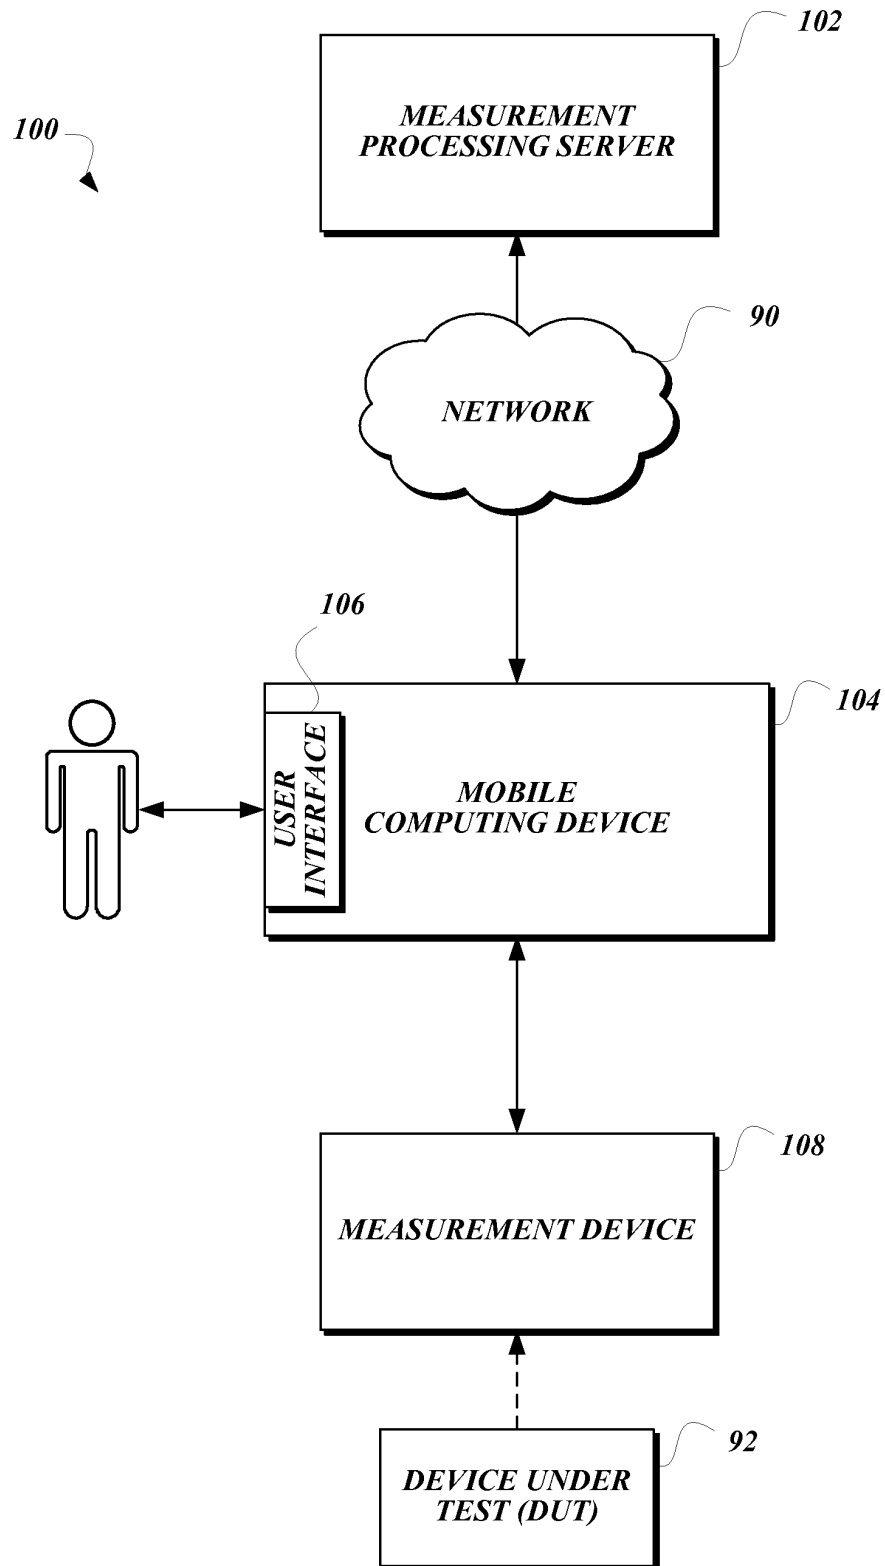 102
MEASUREMENT
PROCESSING SERVER
100
90
NETWORK
106
104
USER
INTERFACE
MOBILE
COMPUTING DEVICE
108
MEASUREMENT DEVICE
92
DEVICE UNDER
TEST (DUT)